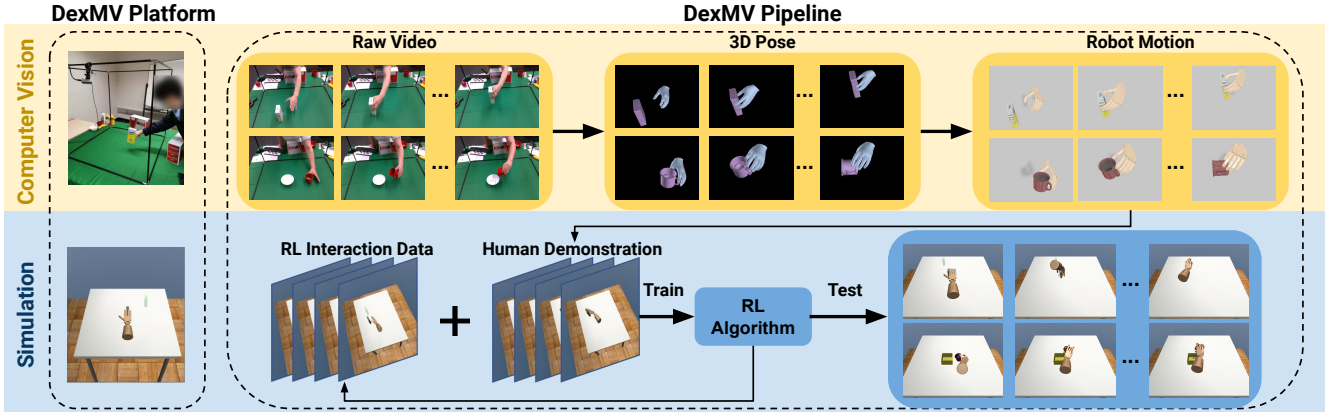 DexMV Platform
DexMV Pipeline
Computer Vision
Raw Video
3D Pose
Robot Motion
...
...
...
...
...
...
Simulation
RL Interaction Data
+
Human Demonstration
Train
RL
Algorithm
Test
...
...